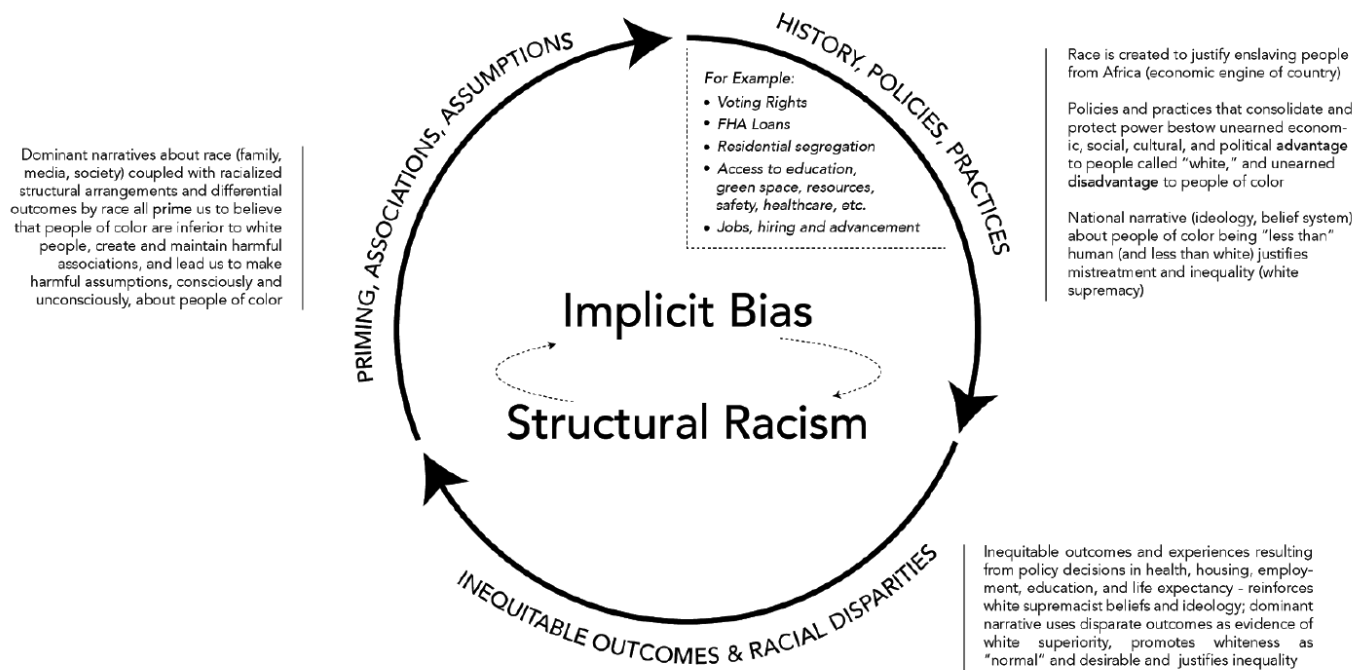 PRIMING, ASSOCIATIONS, ASSUMPTIONS
HISTORY, POLICIES, PRACTICES
For Example:
• Voting Rights
• FHA Loans
• Residential segregation
• Access to education,
green space, resources,
safety, healthcare, etc.
• Jobs, hiring and advancement
Race is created to justify enslaving people
from Africa (economic engine of country)
Policies and practices that consolidate and
protect power bestow unearned econom-
ic, social, cultural, and political advantage
to people called "white," and unearned
disadvantage to people of color
National narrative (ideology, belief system)
about people of color being "less than"
human (and less than white) justifies
mistreatment and inequality (white
supremacy)
Dominant narratives about race (family,
media, society) coupled with racialized
structural arrangements and differential
outcomes by race all prime us to believe
that people of color are inferior to white
people, create and maintain harmful
associations, and lead us to make
harmful assumptions, consciously and
unconsciously, about people of color
Implicit Bias
Structural Racism
INEQUITABLE OUTCOMES & RACIAL DISPARITIES
Inequitable outcomes and experiences resulting
from policy decisions in health, housing, employ-
ment, education, and life expectancy - reinforces
white supremacist beliefs and ideology; dominant
narrative uses disparate outcomes as evidence of
white superiority, promotes whiteness as
"normal" and desirable and justifies inequality